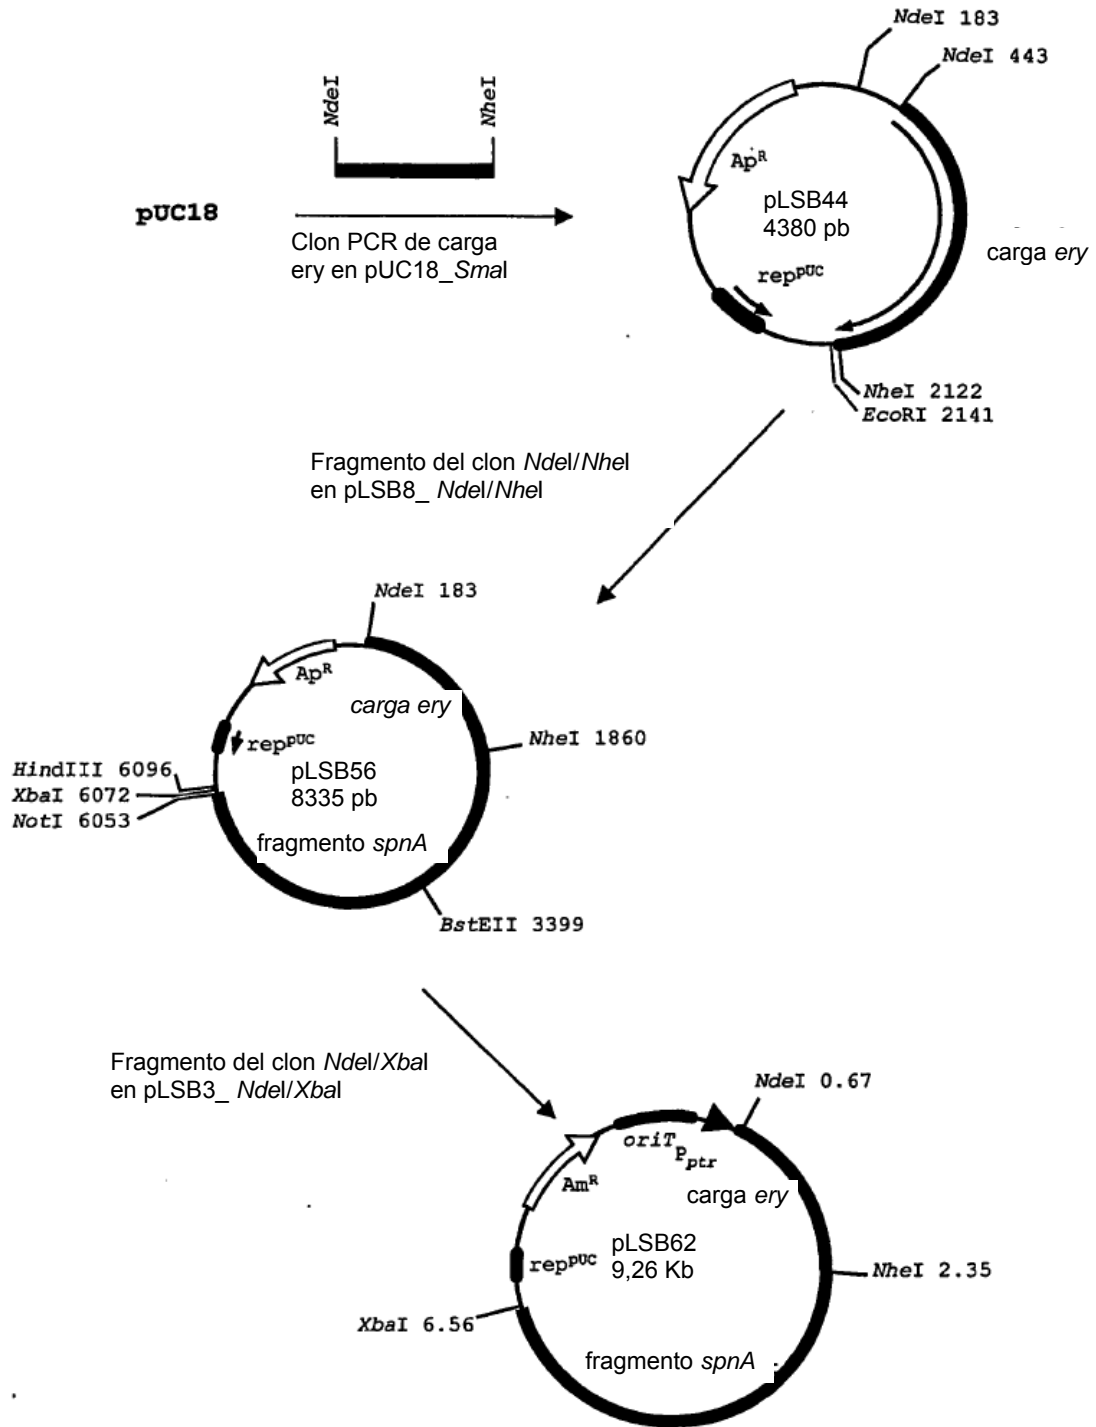 NdeI
NheI
pUC18
Clon PCR de carga
ery en pUC18_SmaI
NdeI 183
NdeI 443
ApR
pLSB44
4380 pb
reppUC
carga ery
NheI 2122
EcoRI 2141
Fragmento del clon NdeI/NheI
en pLSB8_ NdeI/NheI
NdeI 183
ApR
carga ery
NheI 1860
reppUC
HindIII 6096
XbaI 6072
NotI 6053
pLSB56
8335 pb
fragmento spnA
BstEII 3399
Fragmento del clon NdeI/XbaI
en pLSB3_ NdeI/XbaI
NdeI 0.67
oriT
Pptr
AmR
carga ery
pLSB62
9,26 Kb
reppUC
NheI 2.35
XbaI 6.56
fragmento spnA